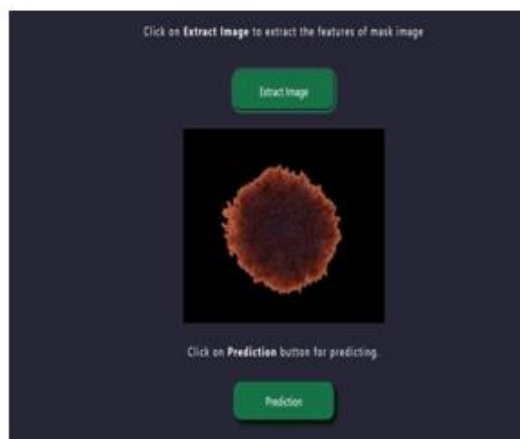 Click on Extract Image to extract the features of mask image
Extract Image
Click on Prediction button for predicting.
Prediction